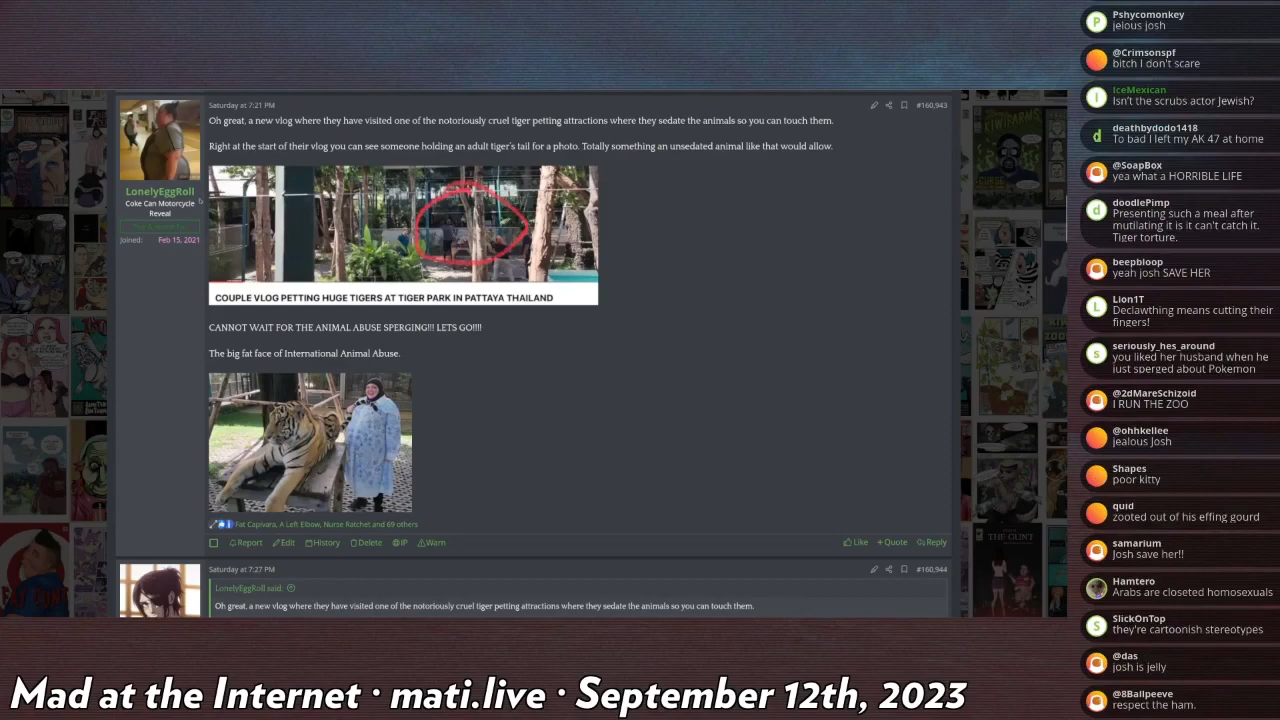 Saturday at 7:21 PM
#160,943
Oh great, a new vlog where they have visited one of the notoriously cruel tiger petting attractions where they sedate the animals so you can touch them.
Right at the start of their vlog you can see someone holding an adult tiger's tail for a photo. Totally something an unsedated animal like that would allow.
LonelyEggRoll
Coke Can Motorcycle
Reveal
Joined: Feb 15, 2021
COUPLE VLOG PETTING HUGE TIGERS AT TIGER PARK IN PATTAYA THAILAND
CANNOT WAIT FOR THE ANIMAL ABUSE SPERGING!!! LETS GO!!!!
The big fat face of International Animal Abuse.
Fat Capivara, A Left Elbow, Nurse Ratchet and 69 others
Report Edit History Delete IP Warn
Like +Quote Reply
Saturday at 7:27 PM
#160,944
LonelyEggRoll said:
Oh great, a new vlog where they have visited one of the notoriously cruel tiger petting attractions where they sedate the animals so you can touch them.
KIWIFARMS
THE GUNT
Pshycomonkey
jelous josh
@Crimsonspf
bitch I don't scare
IceMexican
Isn't the scrubs actor Jewish?
deathbydodo1418
To bad I left my AK 47 at home
@SoapBox
yea what a HORRIBLE LIFE
doodlePimp
Presenting such a meal after
mutilating it is it can't catch it.
Tiger torture.
beepbloop
yeah josh SAVE HER
Lion1T
Declawthing means cutting their
fingers!
seriously_hes_around
you liked her husband when he
just sperged about Pokemon
@2dMareSchizoid
I RUN THE ZOO
@ohhkellee
jealous Josh
Shapes
poor kitty
quid
zooted out of his effing gourd
samarium
Josh save her!!
Hamtero
Arabs are closeted homosexuals
SlickOnTop
they're cartoonish stereotypes
@das
josh is jelly
@8Ballpeeve
respect the ham.
Mad at the Internet · mati.live · September 12th, 2023